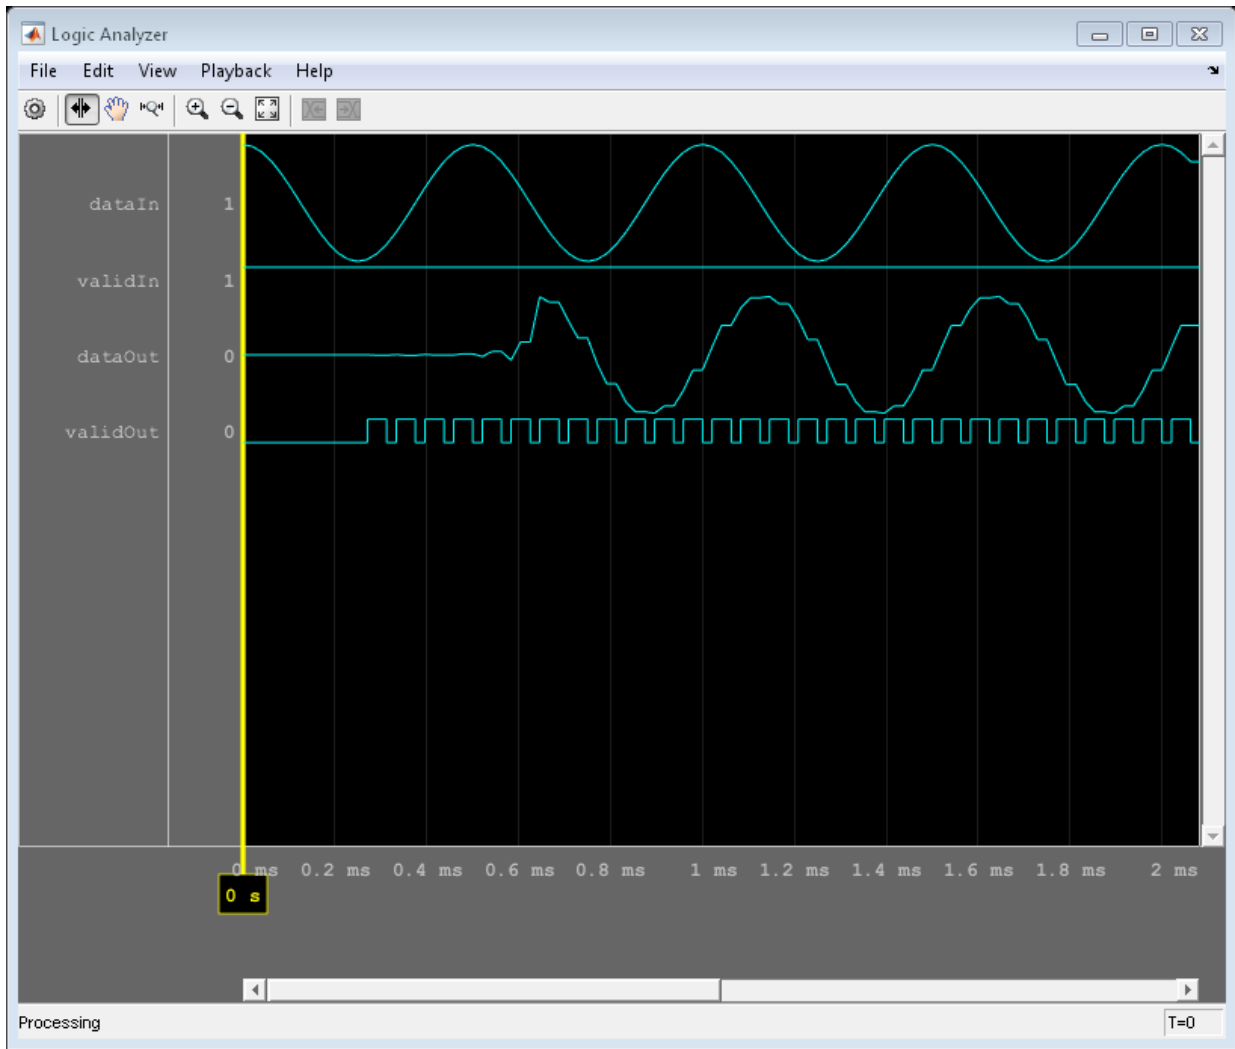 Logic Analyzer
File Edit View Playback Help
dataIn 1
validIn 1
dataOut 0
validOut 0
0 ms 0.2 ms 0.4 ms 0.6 ms 0.8 ms 1 ms 1.2 ms 1.4 ms 1.6 ms 1.8 ms 2 ms
0 s
Processing T=0